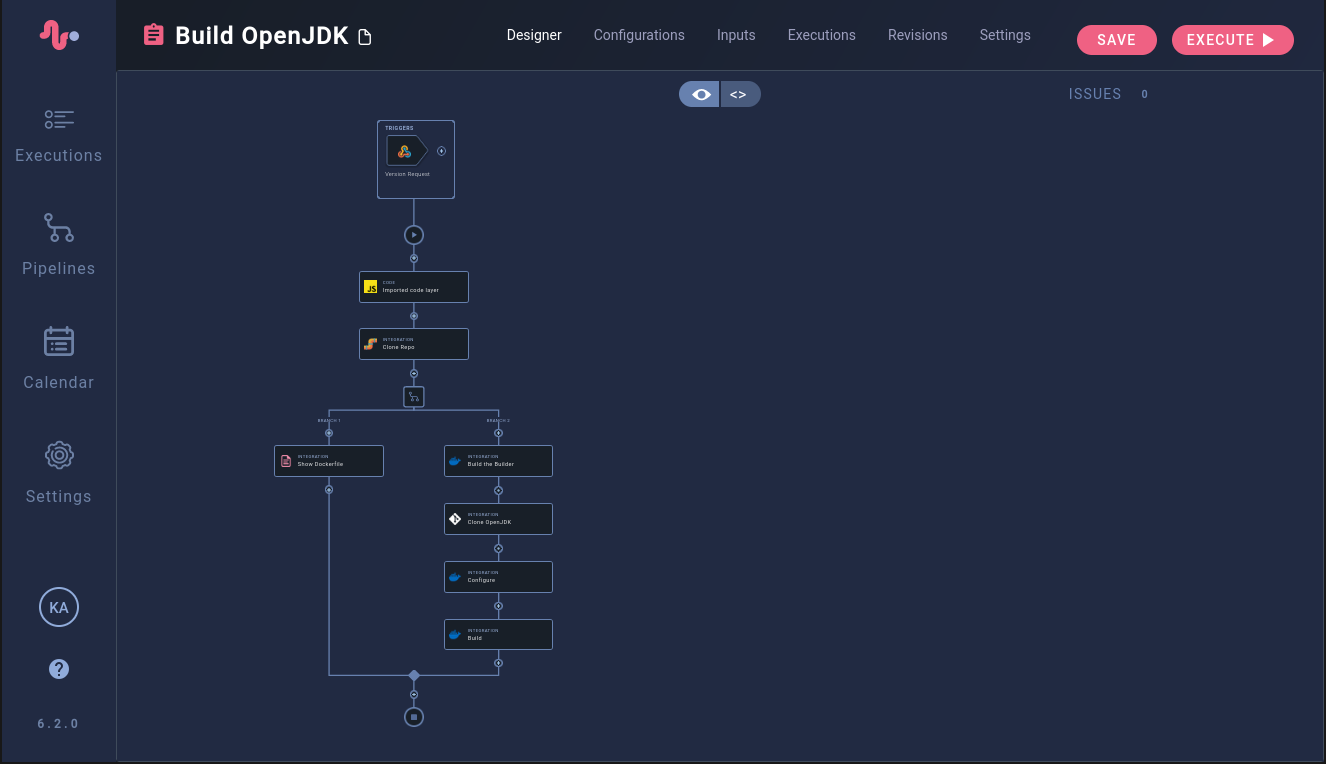 Build OpenJDK
Designer
Configurations
Inputs
Executions
Revisions
Settings
SAVE
EXECUTE
<>
ISSUES 0
Executions
Pipelines
Calendar
Settings
KA
?
6.2.0
TRIGGERS
Version Request
JS
CODE
Imported code layer
INTEGRATION
Clone Repo
BRANCH 1
BRANCH 2
INTEGRATION
Show Dockerfile
INTEGRATION
Build the Builder
INTEGRATION
Clone OpenJDK
INTEGRATION
Configure
INTEGRATION
Build